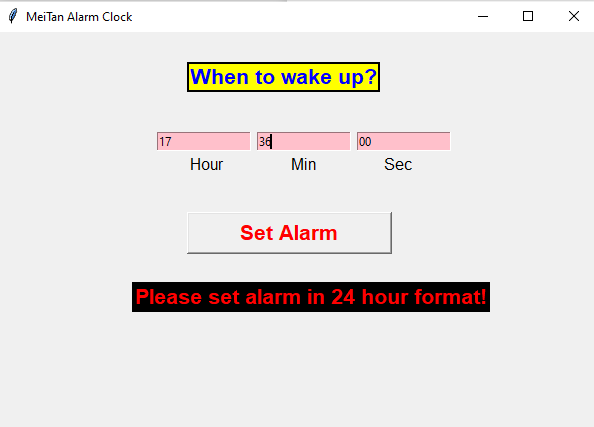 MeiTan Alarm Clock
When to wake up?
17 36 00
Hour Min Sec
Set Alarm
Please set alarm in 24 hour format!